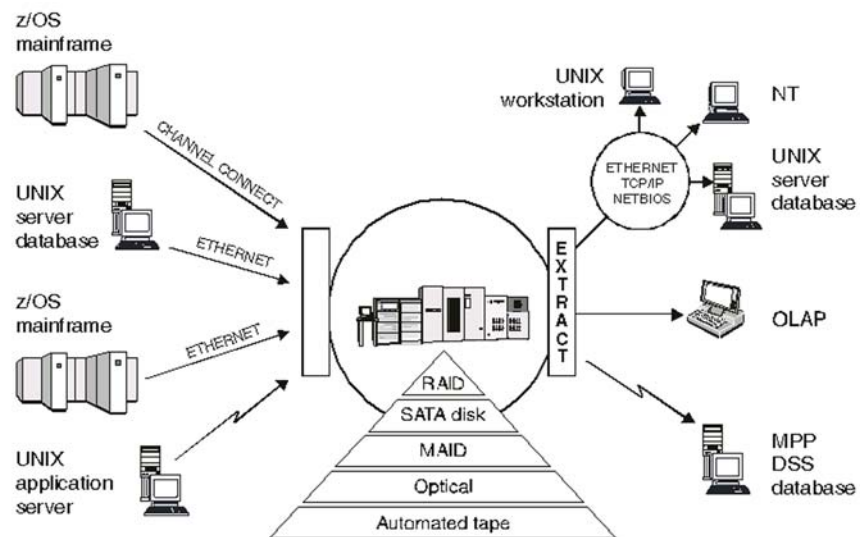 z/OS
mainframe
CHANNEL CONNECT
UNIX
server
database
ETHERNET
z/OS
mainframe
ETHERNET
UNIX
application
server
RAID
SATA disk
MAID
Optical
Automated tape
EXTRACT
UNIX
workstation
NT
ETHERNET
TCP/IP
NETBIOS
UNIX
server
database
OLAP
MPP
DSS
database